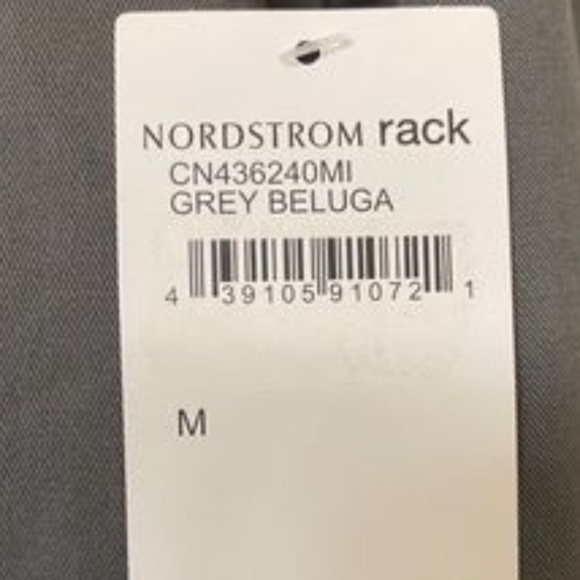 NORDSTROM rack
CN436240MI
GREY BELUGA
4 39105 91072 1
M